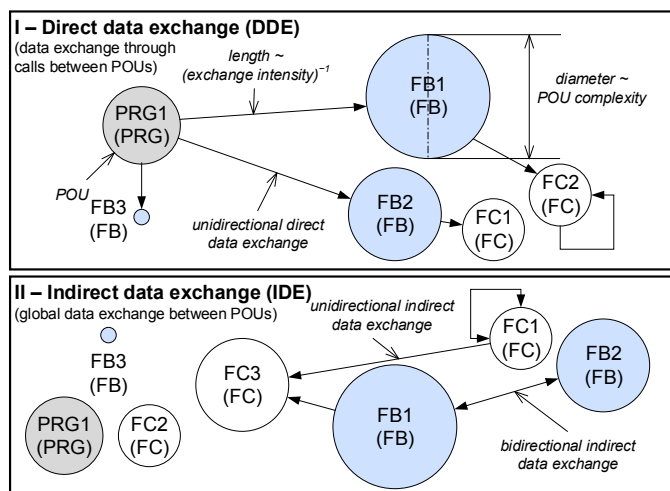 I – Direct data exchange (DDE)
(data exchange through
calls between POUs)
length ~
(exchange intensity)⁻¹
FB1
(FB)
diameter ~
POU complexity
PRG1
(PRG)
POU
FB3
(FB)
unidirectional direct
data exchange
FB2
(FB)
FC1
(FC)
FC2
(FC)
II – Indirect data exchange (IDE)
(global data exchange between POUs)
unidirectional indirect
data exchange
FC1
(FC)
FB2
(FB)
FB3
(FB)
FC3
(FC)
FB1
(FB)
PRG1
(PRG)
FC2
(FC)
bidirectional indirect
data exchange